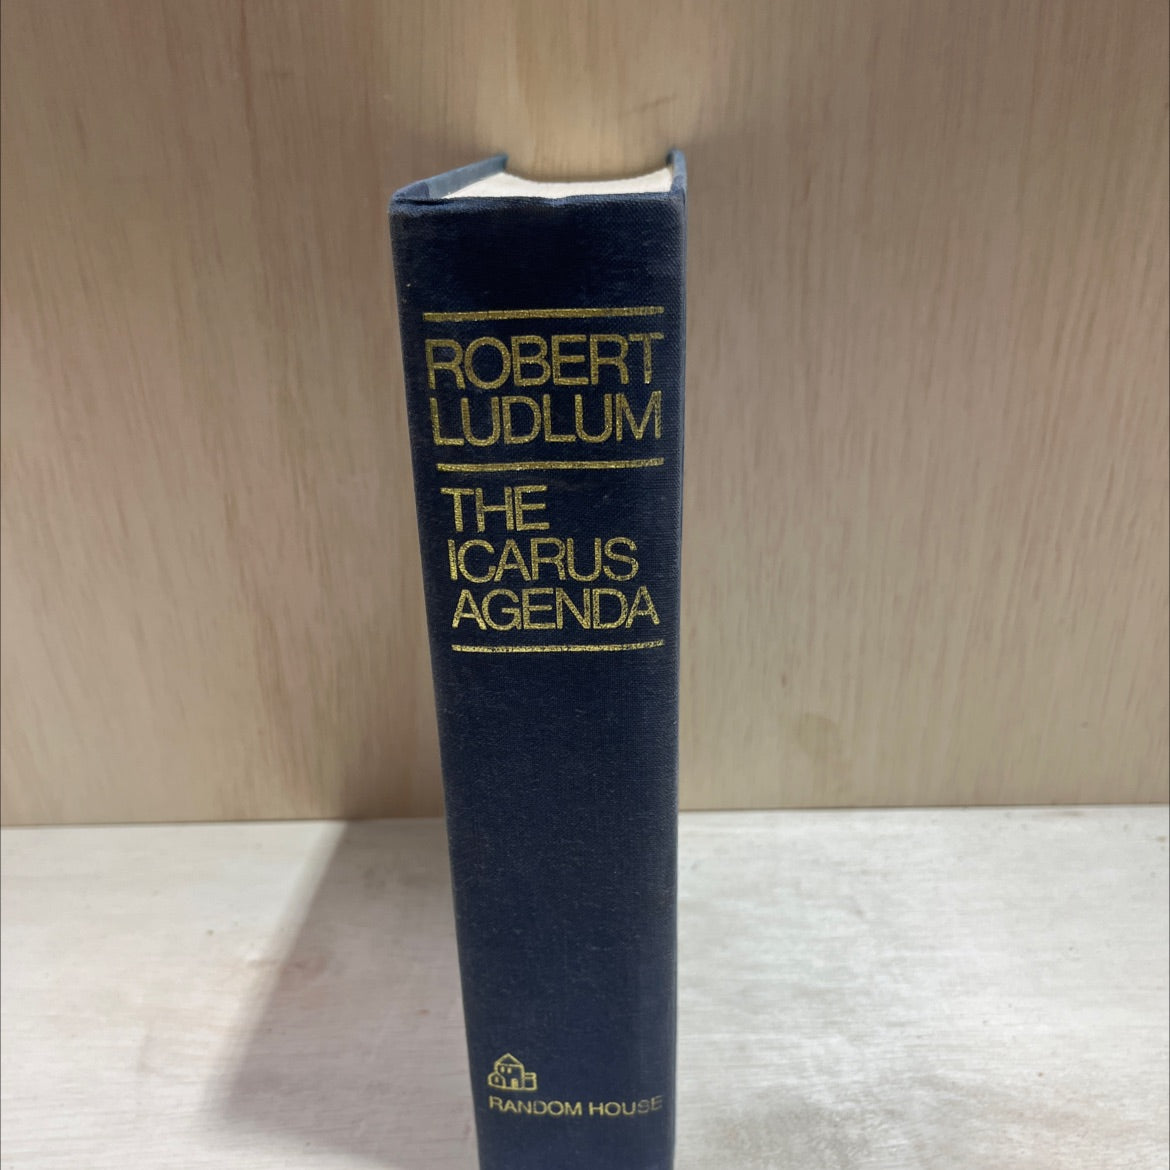 ROBERT
LUDLUM
THE
ICARUS
AGENDA
RANDOM HOUSE